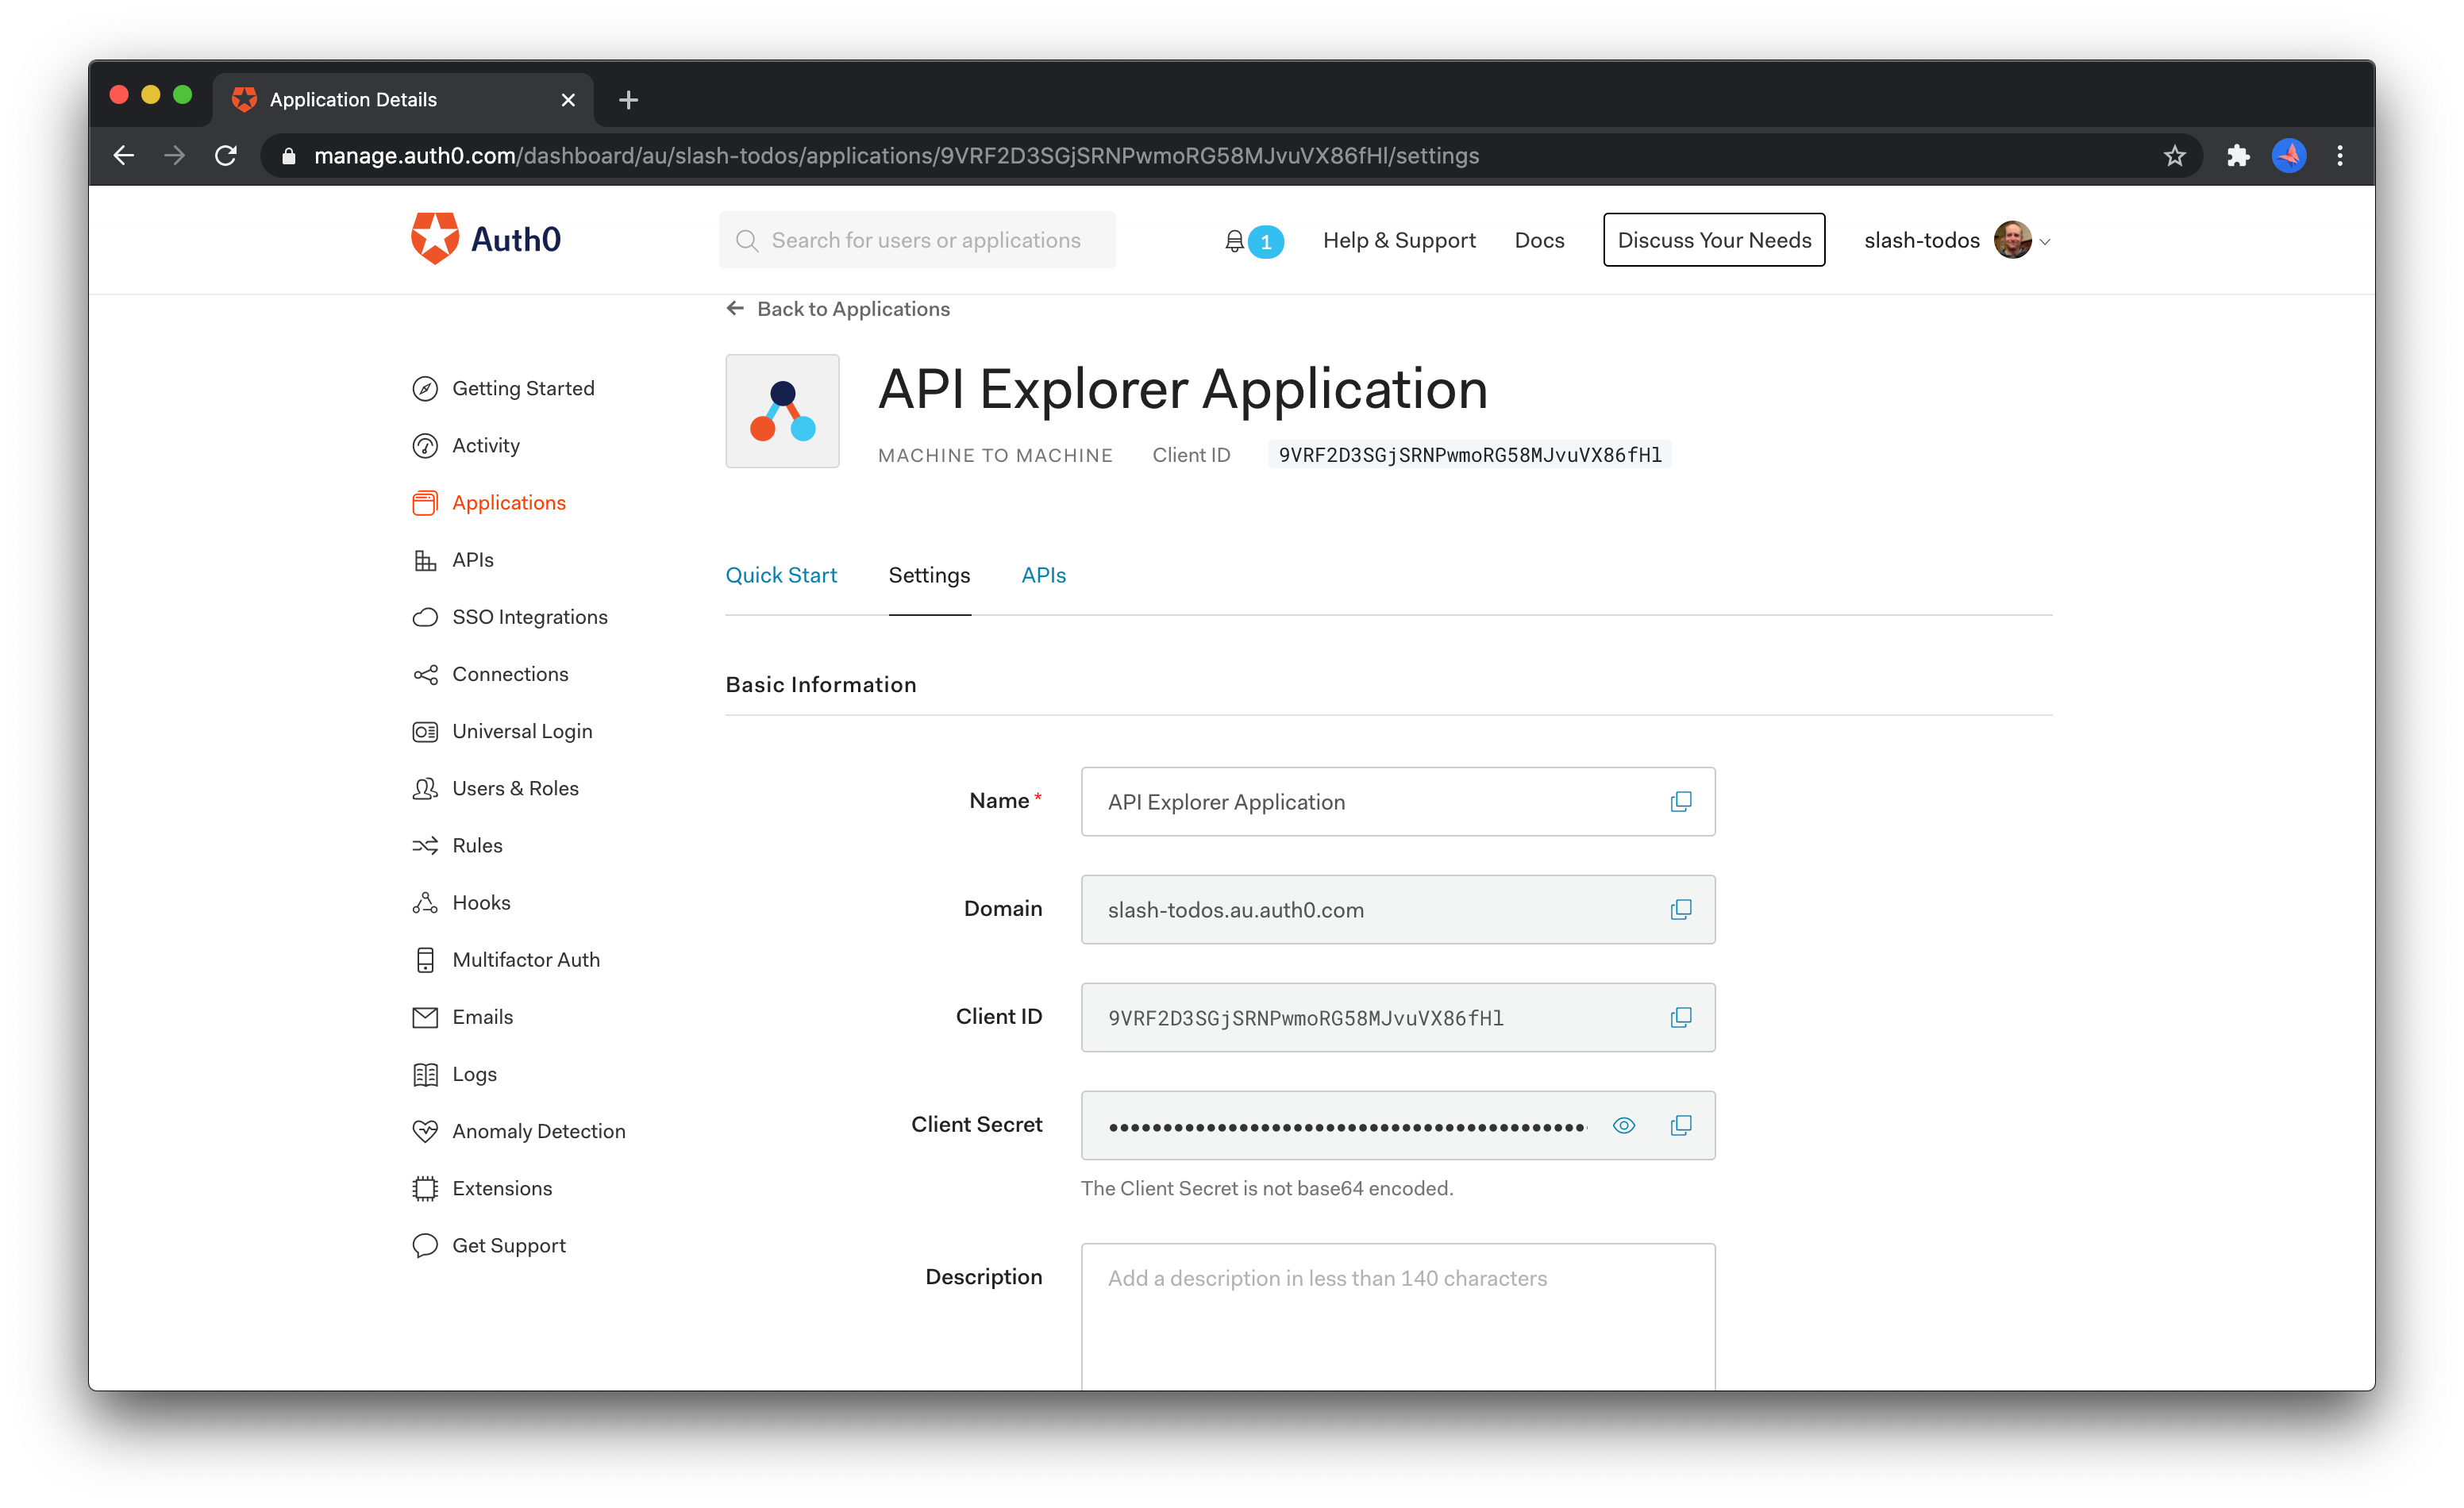 Application Details
manage.auth0.com/dashboard/au/slash-todos/applications/9VRF2D3SGjSRNPwmoRG58MJvuVX86fHl/settings
Auth0
Search for users or applications
1
Help & Support
Docs
Discuss Your Needs
slash-todos
Back to Applications
API Explorer Application
MACHINE TO MACHINE
Client ID
9VRF2D3SGjSRNPwmoRG58MJvuVX86fHl
Getting Started
Activity
Applications
APIs
SSO Integrations
Connections
Universal Login
Users & Roles
Rules
Hooks
Multifactor Auth
Emails
Logs
Anomaly Detection
Extensions
Get Support
Quick Start
Settings
APIs
Basic Information
Name *
API Explorer Application
Domain
slash-todos.au.auth0.com
Client ID
9VRF2D3SGjSRNPwmoRG58MJvuVX86fHl
Client Secret
The Client Secret is not base64 encoded.
Description
Add a description in less than 140 characters